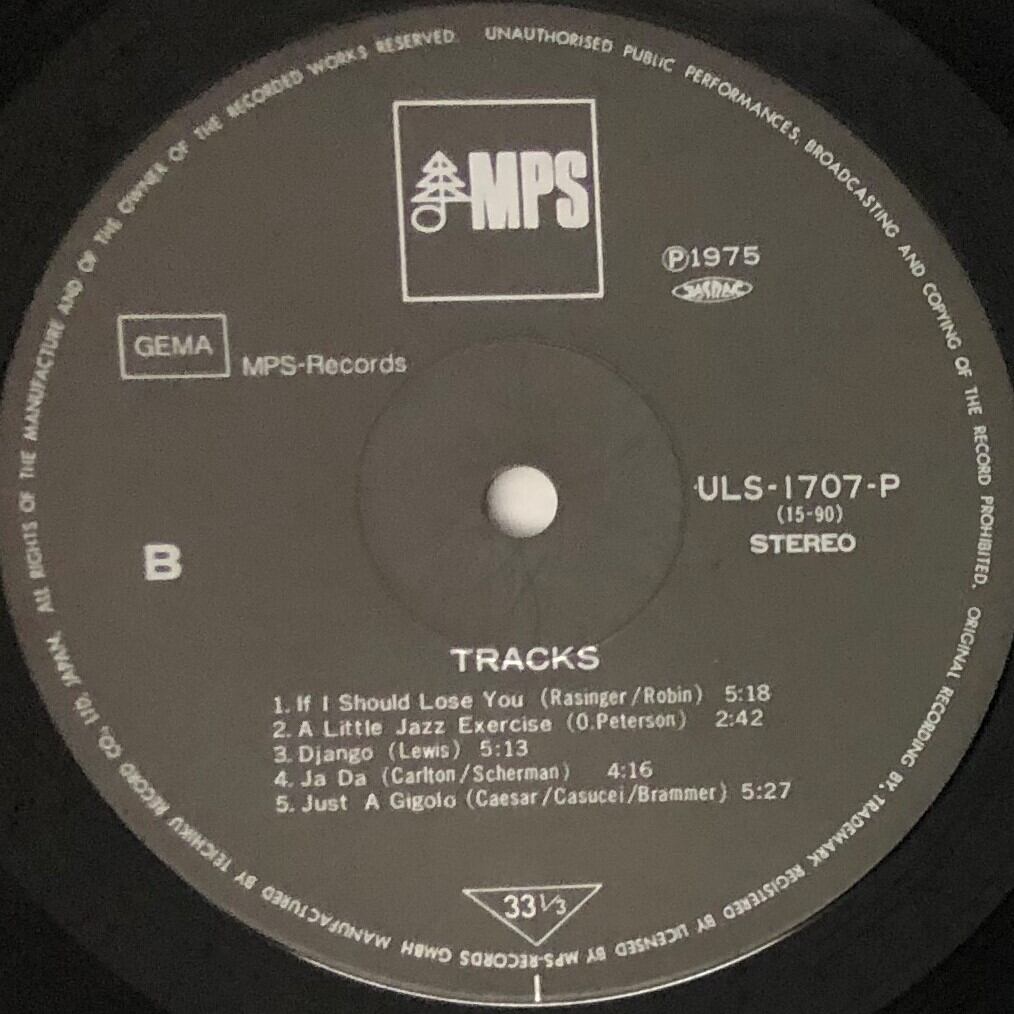 MPS
Ⓟ1975
JASRAC
GEMA
MPS-Records
ULS-1707-P
(15-90)
STEREO
B
TRACKS
1. If I Should Lose You (Rasinger/Robin) 5:18
2. A Little Jazz Exercise (O.Peterson) 2:42
3. Django (Lewis) 5:13
4. Ja Da (Carlton/Scherman) 4:16
5. Just A Gigolo (Caesar/Casucei/Brammer) 5:27
33 1/3
ALL RIGHTS OF THE MANUFACTURE AND OF THE OWNER OF THE RECORDED WORKS RESERVED. UNAUTHORISED PUBLIC PERFORMANCES, BROADCASTING AND COPYING OF THE RECORD PROHIBITED. ORIGINAL RECORDING BY, TRADEMARK REGISTERED BY LICENSED BY MPS-RECORDS GMBH MANUFACTURED BY TEICHIKU RECORD CO., LTD. JAPAN.